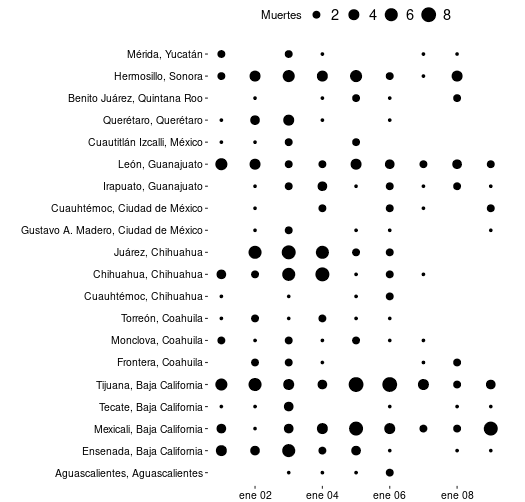 Muertes 2 4 6 8
Mérida, Yucatán
Hermosillo, Sonora
Benito Juárez, Quintana Roo
Querétaro, Querétaro
Cuautitlán Izcalli, México
León, Guanajuato
Irapuato, Guanajuato
Cuauhtémoc, Ciudad de México
Gustavo A. Madero, Ciudad de México
Juárez, Chihuahua
Chihuahua, Chihuahua
Cuauhtémoc, Chihuahua
Torreón, Coahuila
Monclova, Coahuila
Frontera, Coahuila
Tijuana, Baja California
Tecate, Baja California
Mexicali, Baja California
Ensenada, Baja California
Aguascalientes, Aguascalientes
ene 02 ene 04 ene 06 ene 08